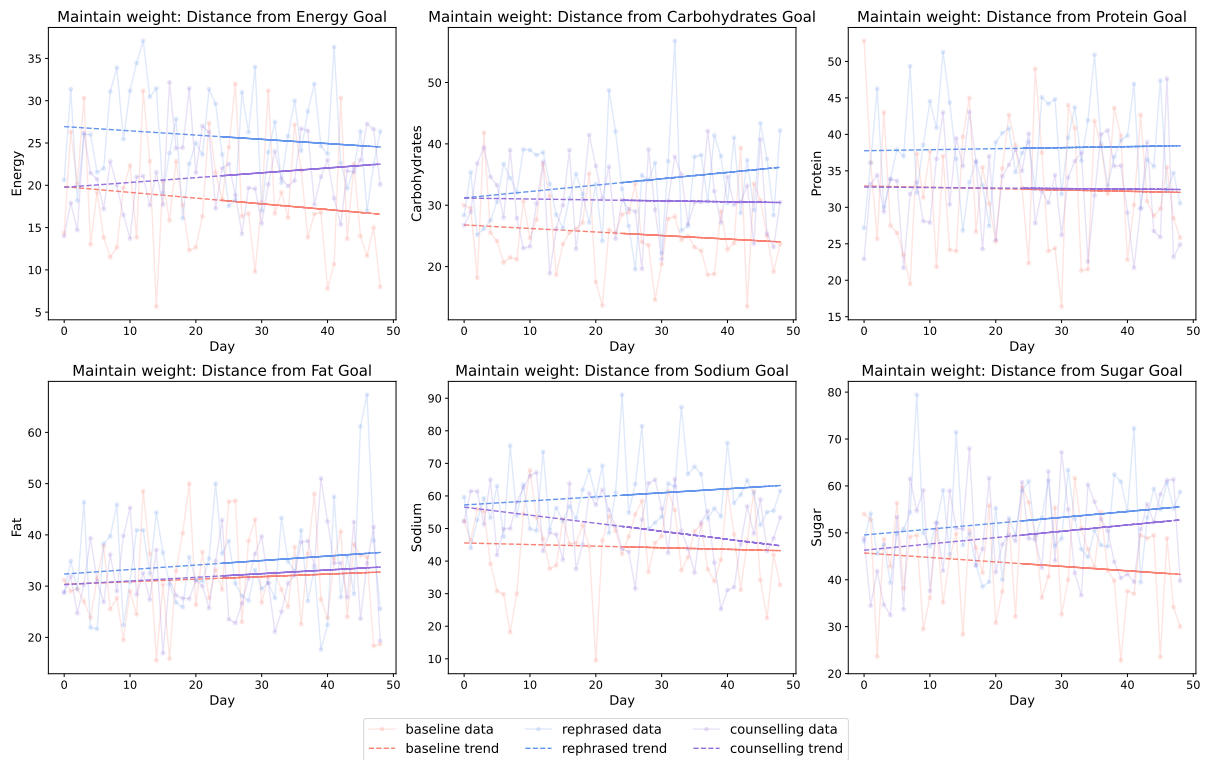 Maintain weight: Distance from Energy Goal
Maintain weight: Distance from Carbohydrates Goal
Maintain weight: Distance from Protein Goal
Energy
35
30
25
20
15
10
5
0 10 20 30 40 50
Day
Carbohydrates
50
40
30
20
0 10 20 30 40 50
Day
Protein
50
45
40
35
30
25
20
15
0 10 20 30 40 50
Day
Maintain weight: Distance from Fat Goal
Maintain weight: Distance from Sodium Goal
Maintain weight: Distance from Sugar Goal
Fat
60
50
40
30
20
0 10 20 30 40 50
Day
Sodium
90
80
70
60
50
40
30
20
10
0 10 20 30 40 50
Day
Sugar
80
70
60
50
40
30
20
0 10 20 30 40 50
Day
baseline data rephrased data counselling data
baseline trend rephrased trend counselling trend